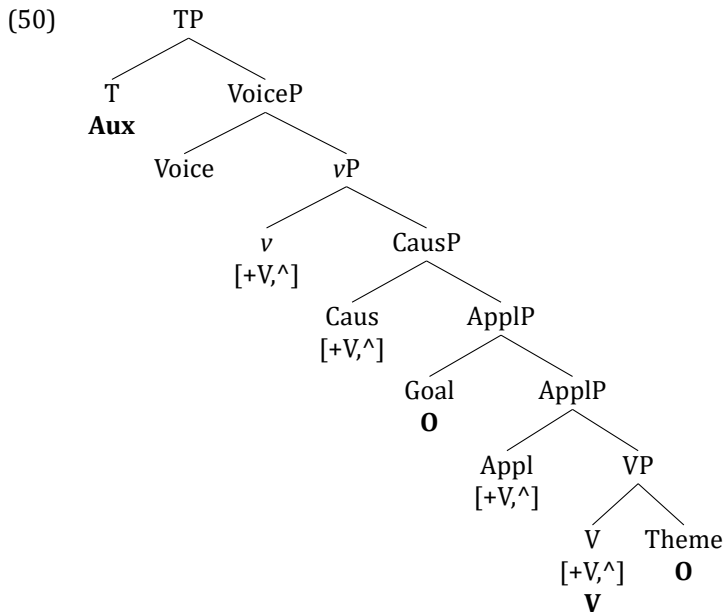 (50) TP
T VoiceP
Aux
Voice vP
v CausP
[+V,^]
Caus ApplP
[+V,^]
Goal ApplP
O
Appl VP
[+V,^]
V Theme
[+V,^] O
V